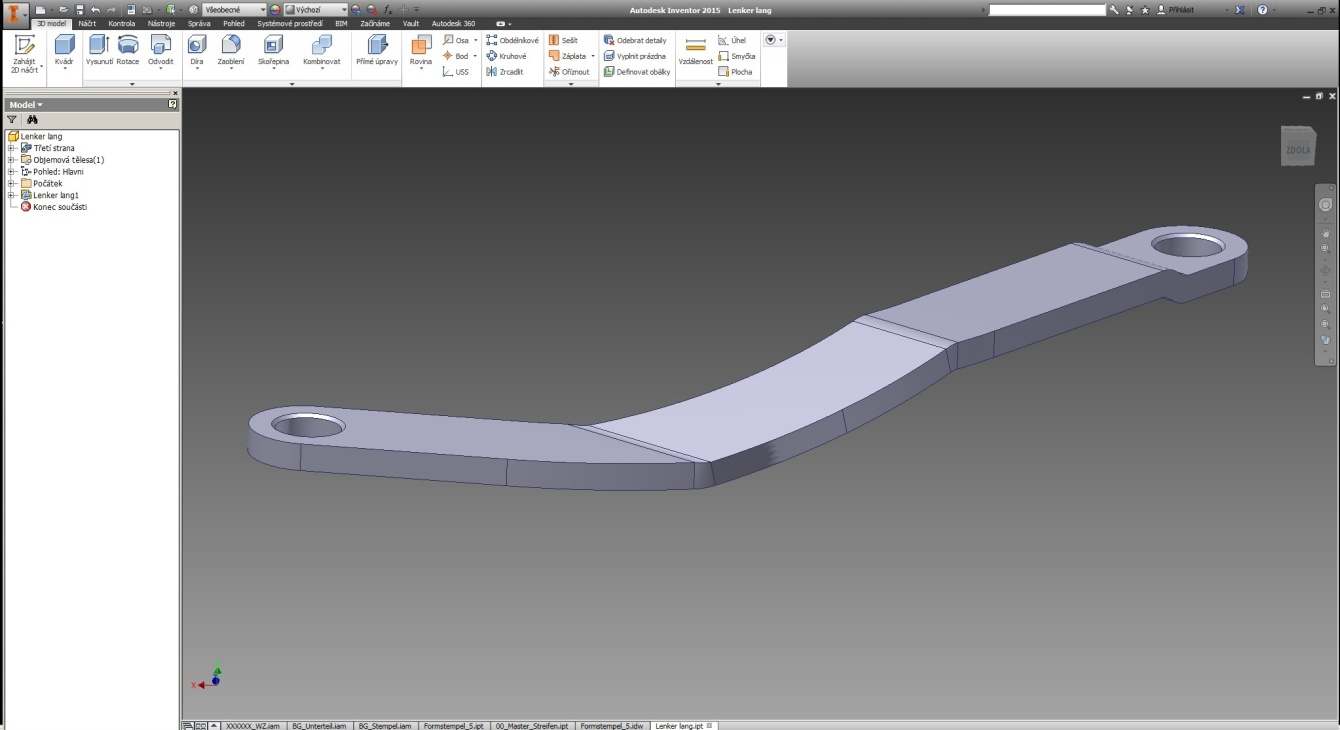 Všeobecné
Výchozí
Autodesk Inventor 2015 Lenker lang
Přihlásit
3D model Náčrt Kontrola Nástroje Správa Pohled Systémové prostředí BIM Začínáme Vault Autodesk 360
Zahájit
2D náčrt
Kvádr
Vysunutí Rotace Odvodit
Díra Zaoblení Skořepina Kombinovat
Přímé úpravy
Rovina
Osa
Bod
USS
Obdélníkové
Kruhové
Zrcadlit
Sešít
Záplata
Oříznout
Odebrat detaily
Vyplnit prázdna
Definovat obálky
Vzdálenost
Úhel
Smyčka
Plocha
Model
Lenker lang
Třetí strana
Objemová tělesa(1)
Pohled: Hlavní
Počátek
Lenker lang1
Konec součásti
ZDOLA
X
XXXXXX_WZ.iam BG_Unterteil.iam BG_Stempel.iam Formstempel_5.ipt 00_Master_Streifen.ipt Formstempel_5.idw Lenker lang.ipt